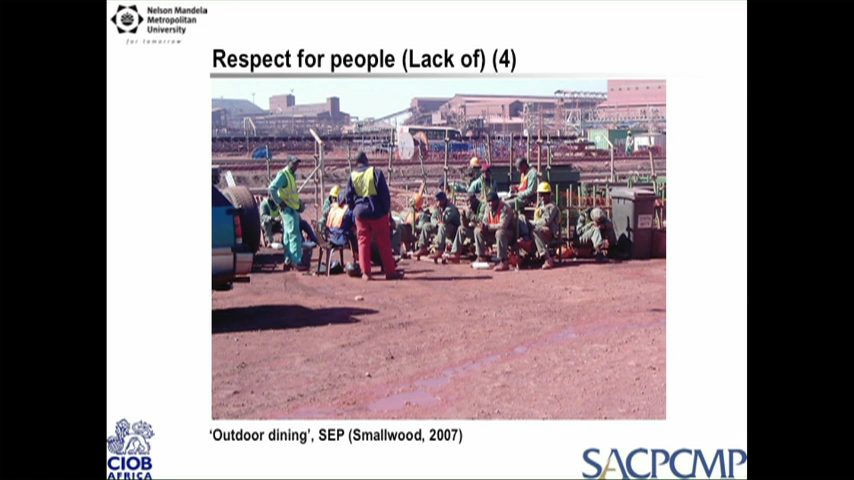 Nelson Mandela
Metropolitan
University
for tomorrow
Respect for people (Lack of) (4)
'Outdoor dining', SEP (Smallwood, 2007)
CIOB
AFRICA
SACPCMP